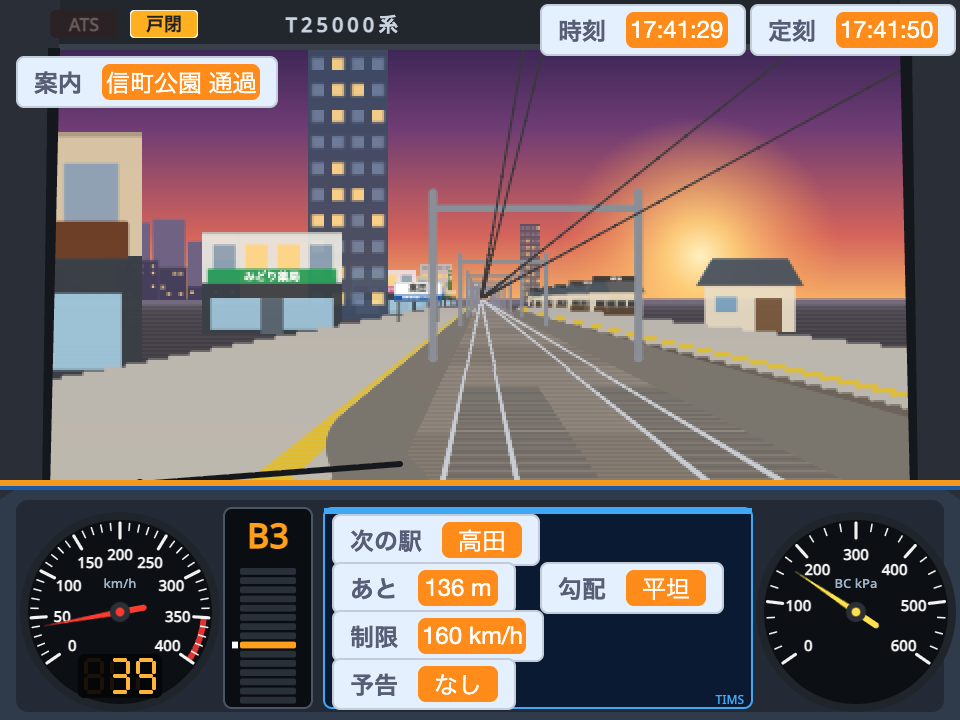 ATS
戸閉
T25000系
時刻 17:41:29
定刻 17:41:50
案内 信町公園 通過
みどり薬局
B3
次の駅 高田
あと 136 m
勾配 平坦
制限 160 km/h
予告 なし
TIMS
0
50
100
150
200
250
300
350
400
km/h
39
0
100
200
300
400
500
600
BC kPa